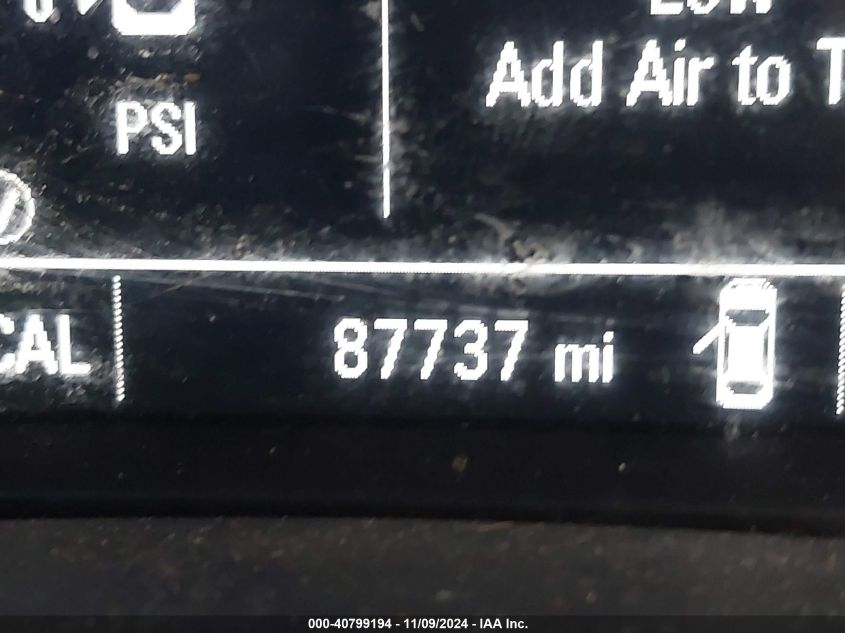 Add Air to T
PSI
CAL
87737 mi
000-40799194 - 11/09/2024 - IAA Inc.